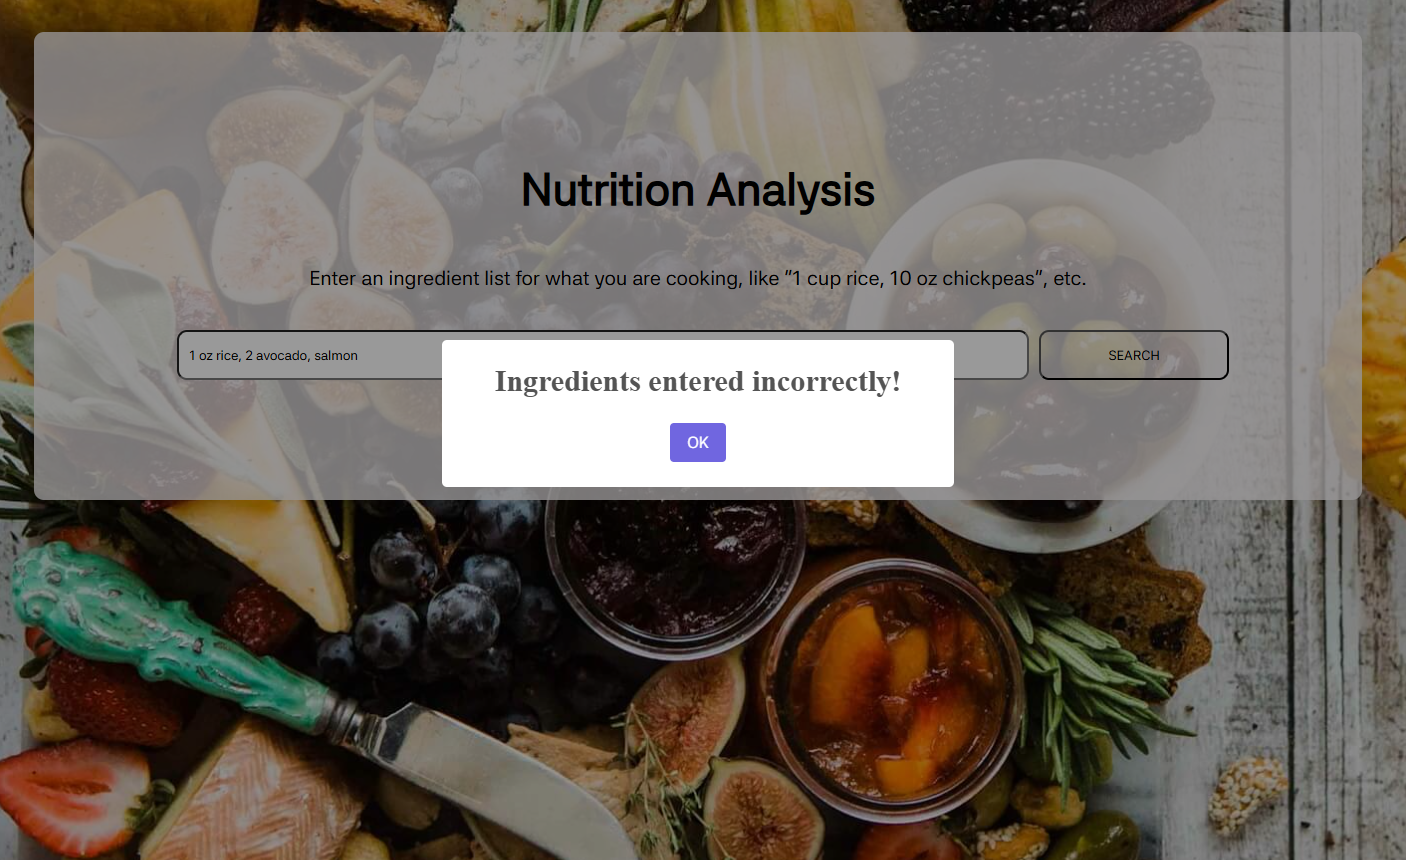 Nutrition Analysis
Enter an ingredient list for what you are cooking, like “1 cup rice, 10 oz chickpeas”, etc.
1 oz rice, 2 avocado, salmon
SEARCH
Ingredients entered incorrectly!
OK